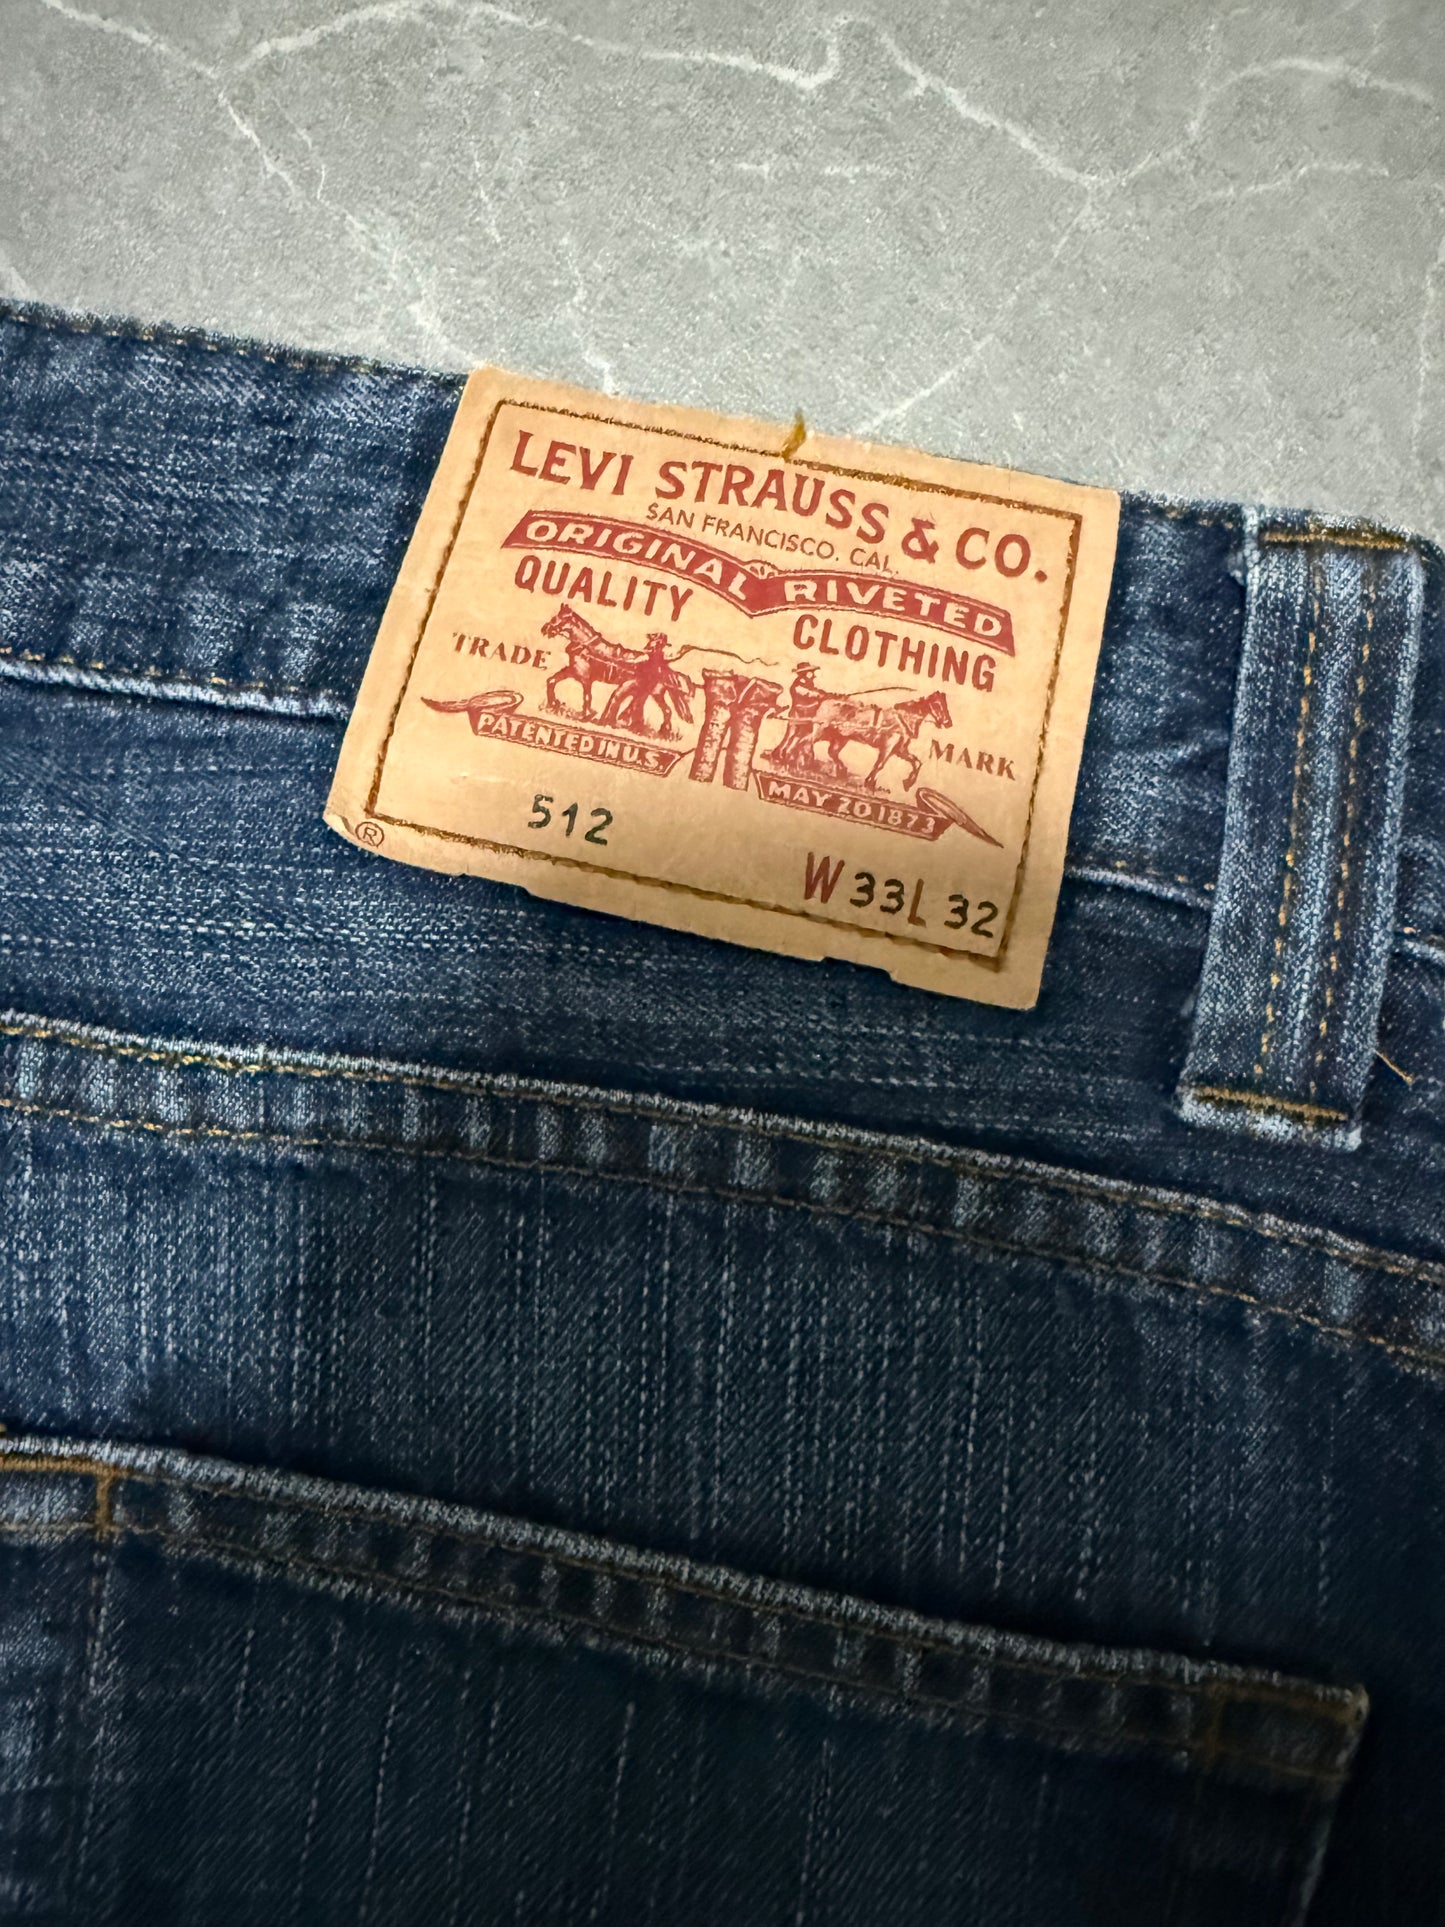 LEVI STRAUSS & CO.
SAN FRANCISCO. CAL.
ORIGINAL RIVETED
QUALITY CLOTHING
TRADE MARK
PATENTED IN U.S. MAY 20 1873
512
®
W 33 L 32